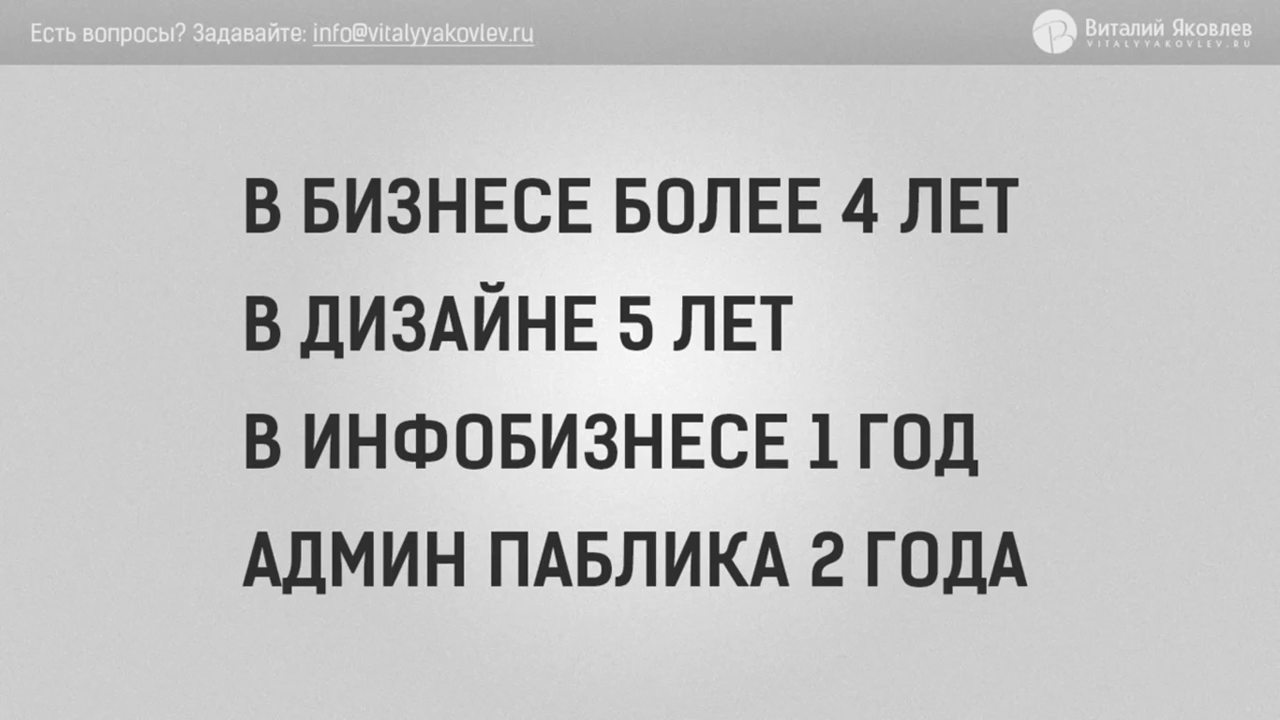 Есть вопросы? Задавайте: info@vitalyyakovlev.ru
Виталий Яковлев
VITALYYAKOVLEV.RU
В БИЗНЕСЕ БОЛЕЕ 4 ЛЕТ
В ДИЗАЙНЕ 5 ЛЕТ
В ИНФОБИЗНЕСЕ 1 ГОД
АДМИН ПАБЛИКА 2 ГОДА